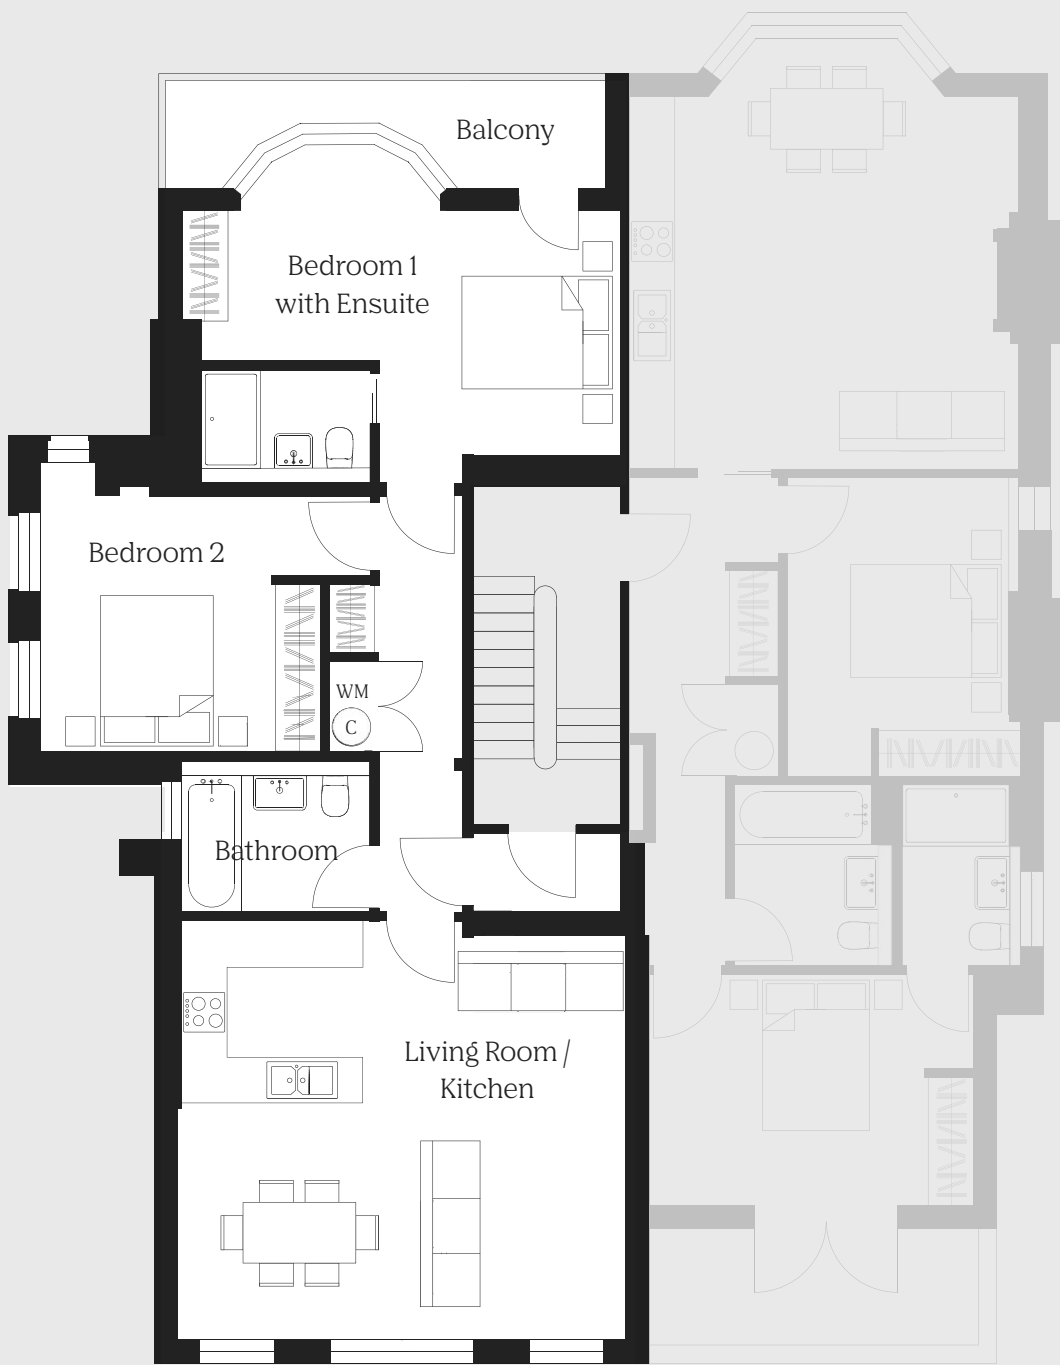 Balcony
Bedroom 1
with Ensuite
Bedroom 2
WM
C
Bathroom
Living Room /
Kitchen